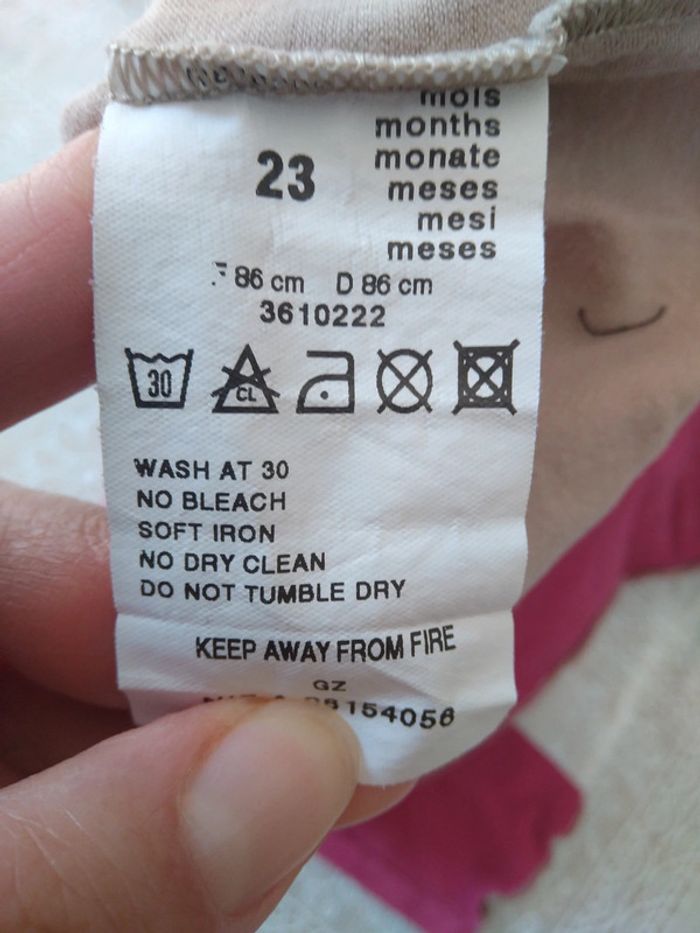 mois
months
23 monate
meses
mesi
meses
F 86 cm D 86 cm
3610222
30 CL
WASH AT 30
NO BLEACH
SOFT IRON
NO DRY CLEAN
DO NOT TUMBLE DRY
KEEP AWAY FROM FIRE
GZ